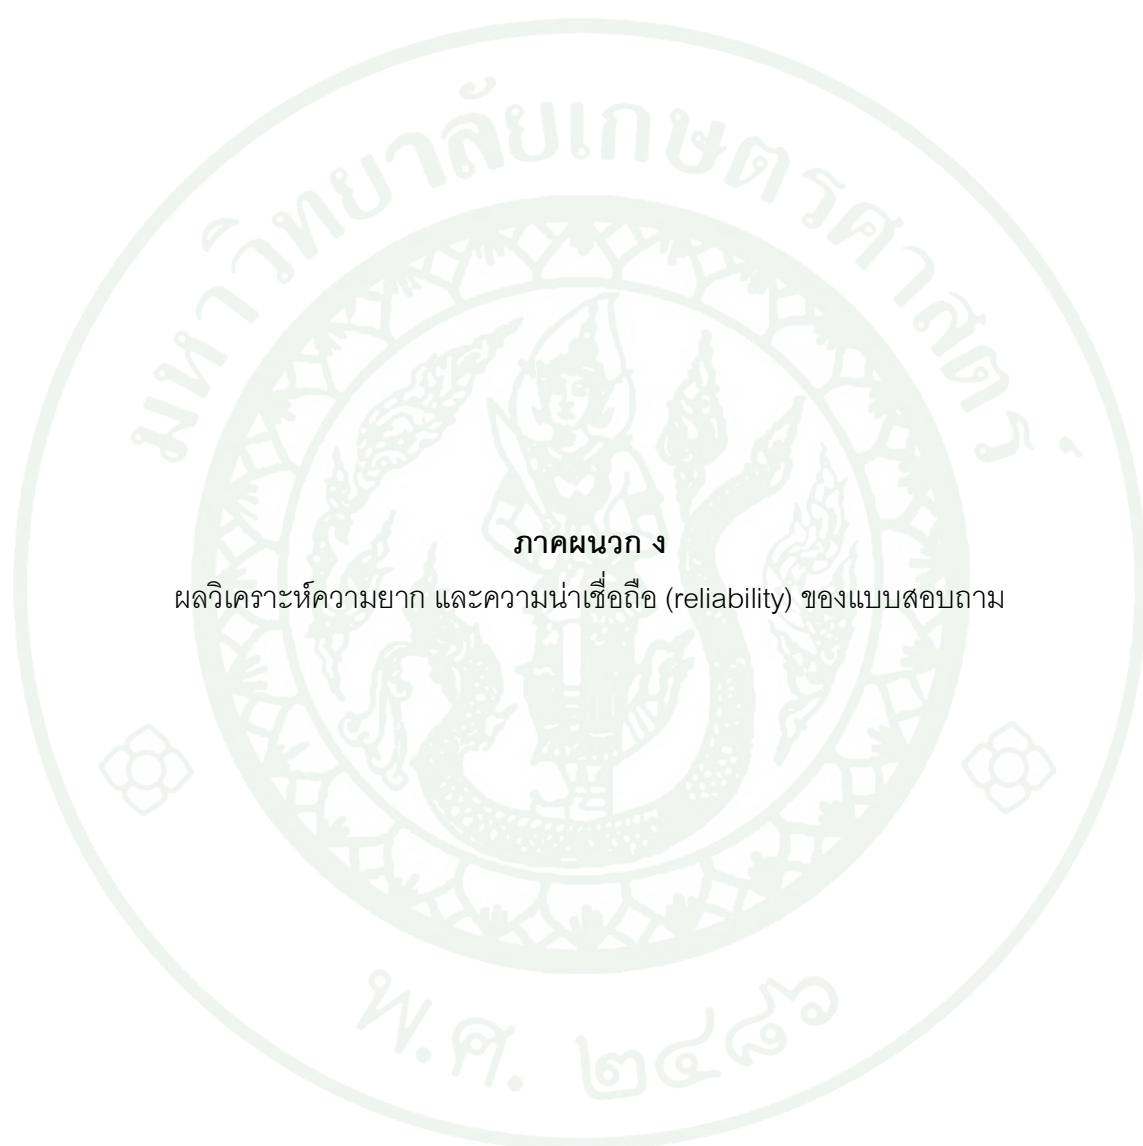 มหาวิทยาลัยเกษตรศาสตร์
ภาคผนวก ง
ผลวิเคราะห์ความยาก และความน่าเชื่อถือ (reliability) ของแบบสอบถาม
พ.ศ. ๒๔๘๖